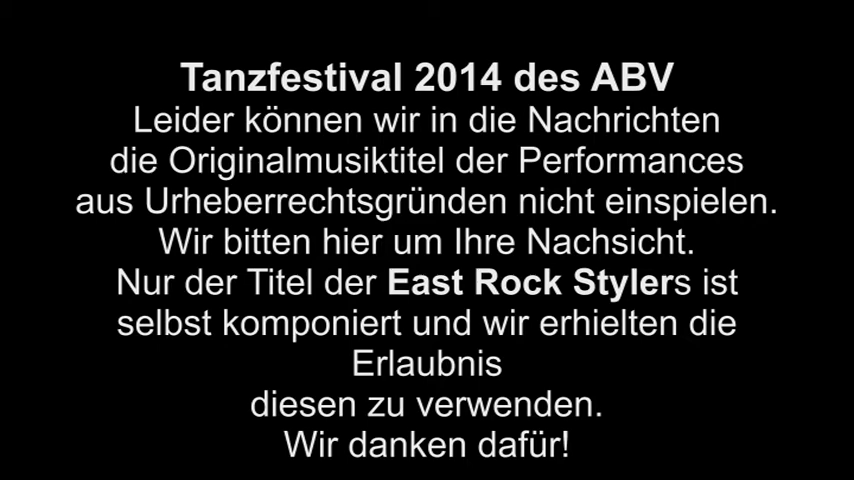 Tanzfestival 2014 des ABV
Leider können wir in die Nachrichten
die Originalmusiktitel der Performances
aus Urheberrechtsgründen nicht einspielen.
Wir bitten hier um Ihre Nachsicht.
Nur der Titel der East Rock Stylers ist
selbst komponiert und wir erhielten die
Erlaubnis
diesen zu verwenden.
Wir danken dafür!